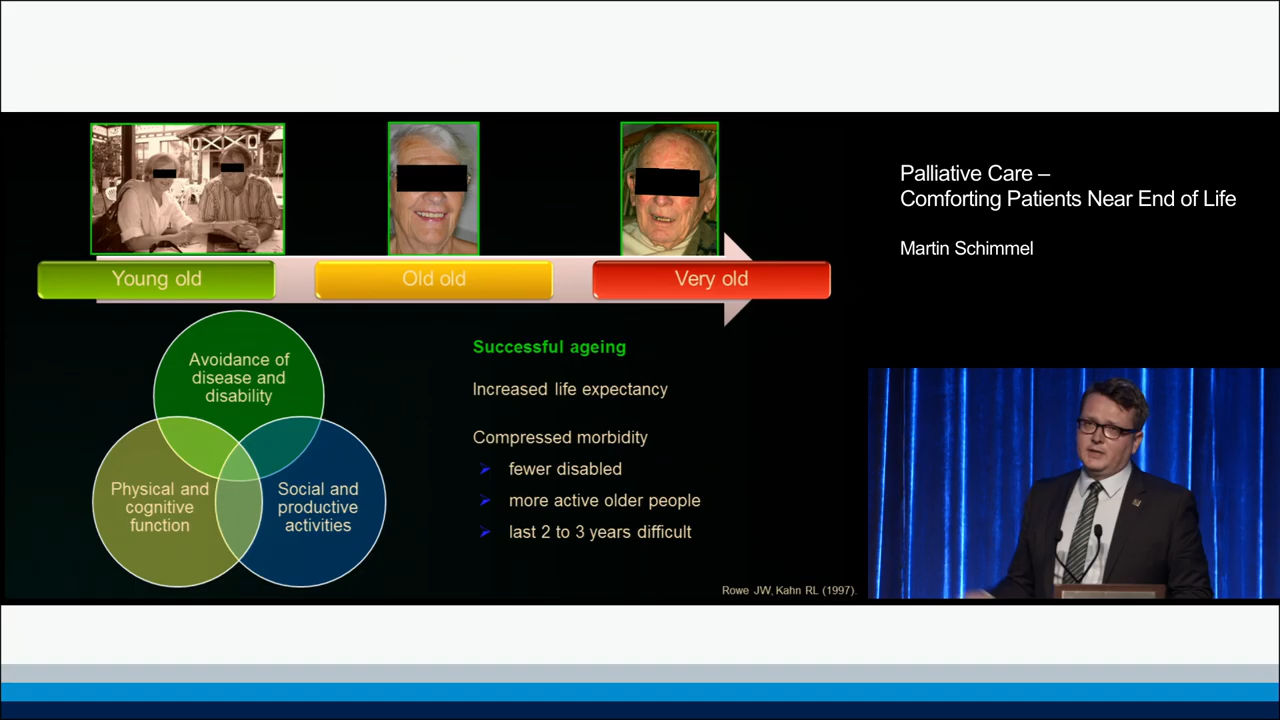 Palliative Care –
Comforting Patients Near End of Life
Martin Schimmel
Young old
Old old
Very old
Avoidance of
disease and
disability
Physical and
cognitive
function
Social and
productive
activities
Successful ageing
Increased life expectancy
Compressed morbidity
fewer disabled
more active older people
last 2 to 3 years difficult
Rowe JW, Kahn RL (1997).